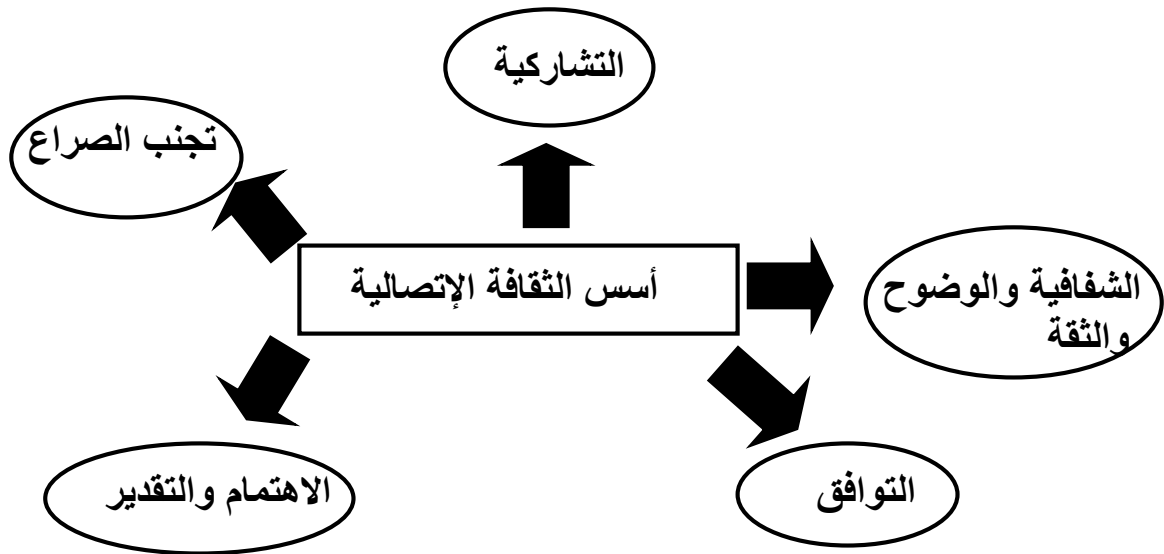 التشاركية
تجنب الصراع
أسس الثقافة الإتصالية
الشفافية والوضوح
والثقة
الاهتمام والتقدير
التوافق